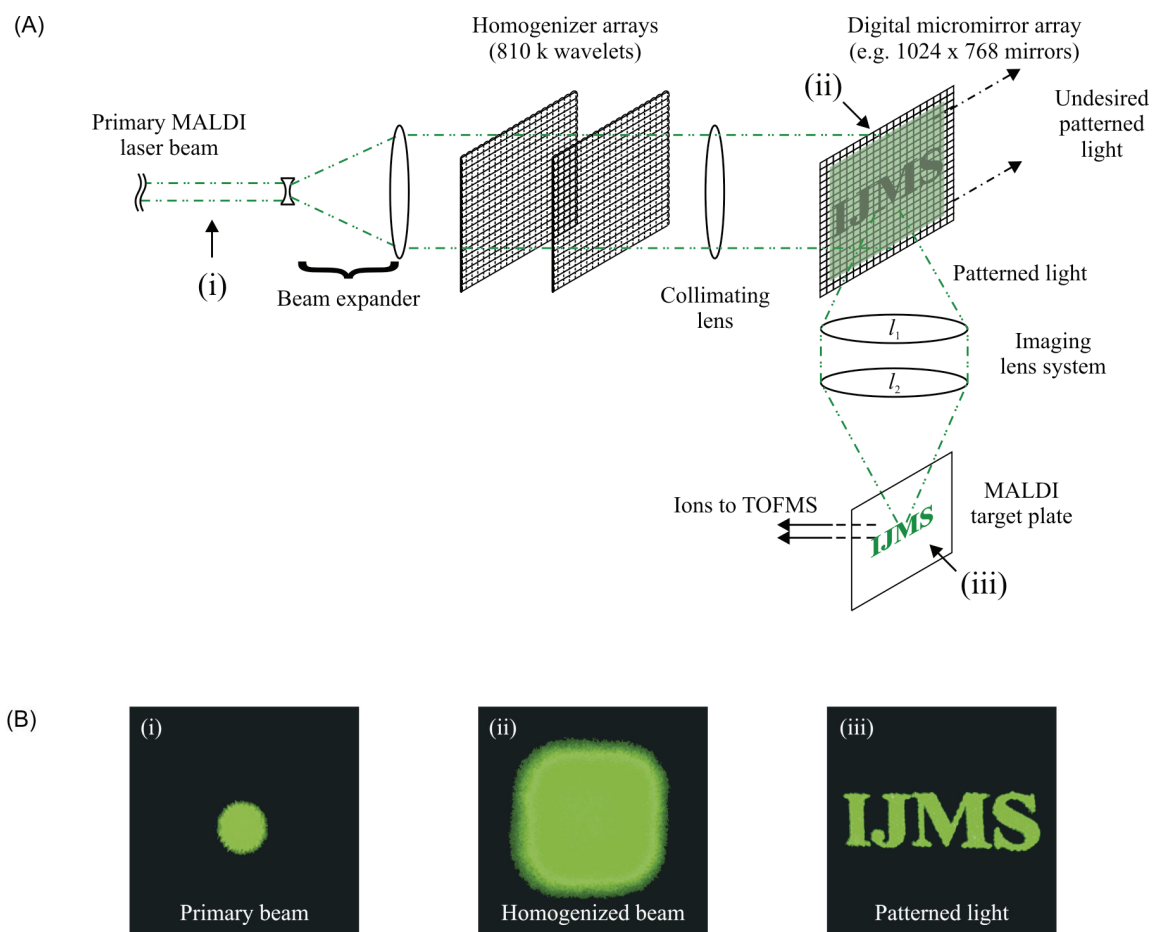 (A)
Homogenizer arrays
(810 k wavelets)
Digital micromirror array
(e.g. 1024 x 768 mirrors)
(ii)
Primary MALDI
laser beam
Undesired
patterned
light
IJMS
(i)
Beam expander
Collimating
lens
Patterned light
l1
Imaging
lens system
l2
Ions to TOFMS
MALDI
target plate
IJMS
(iii)
(B)
(i)
Primary beam
(ii)
Homogenized beam
(iii)
IJMS
Patterned light